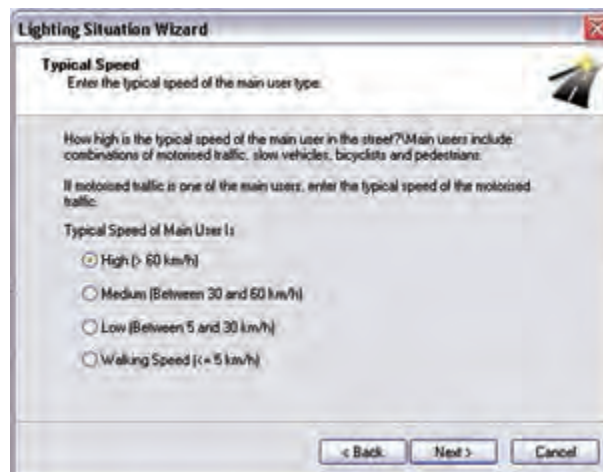 Lighting Situation Wizard
Typical Speed
Enter the typical speed of the main user type.
How high is the typical speed of the main user in the street?\Main users include
combinations of motorised traffic, slow vehicles, bicyclists and pedestrians.
If motorised traffic is one of the main users, enter the typical speed of the motorised
traffic.
Typical Speed of Main User Is
High (> 60 km/h)
Medium (Between 30 and 60 km/h)
Low (Between 5 and 30 km/h)
Walking Speed (<= 5 km/h)
< Back Next > Cancel